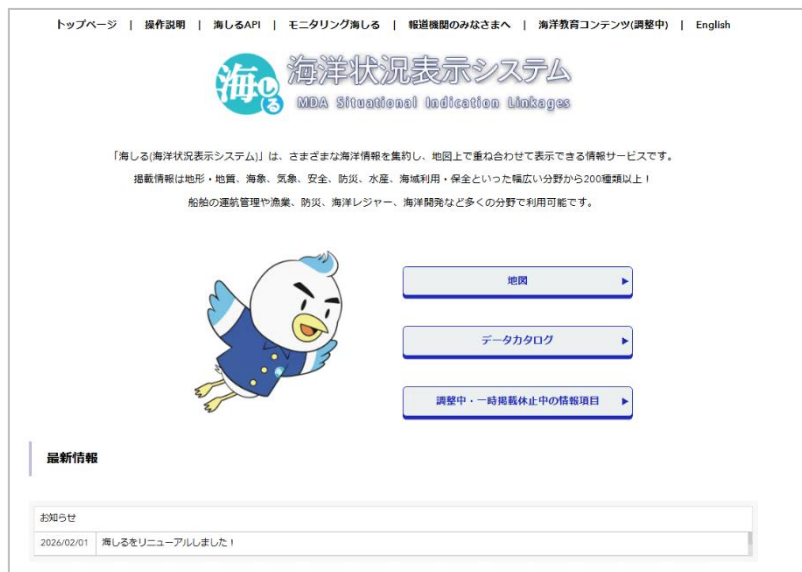 トップページ | 操作説明 | 海しるAPI | モニタリング海しる | 報道機関のみなさまへ | 海洋教育コンテンツ(調整中) | English
海しる
海洋状況表示システム
MDA Situational Indication Linkages
「海しる(海洋状況表示システム)」は、さまざまな海洋情報を集約し、地図上で重ね合わせて表示できる情報サービスです。
掲載情報は地形・地質、海象、気象、安全、防災、水産、海域利用・保全といった幅広い分野から200種類以上！
船舶の運航管理や漁業、防災、海洋レジャー、海洋開発など多くの分野で利用可能です。
地図
データカタログ
調整中・一時掲載休止中の情報項目
最新情報
お知らせ
2026/02/01 海しるをリニューアルしました！